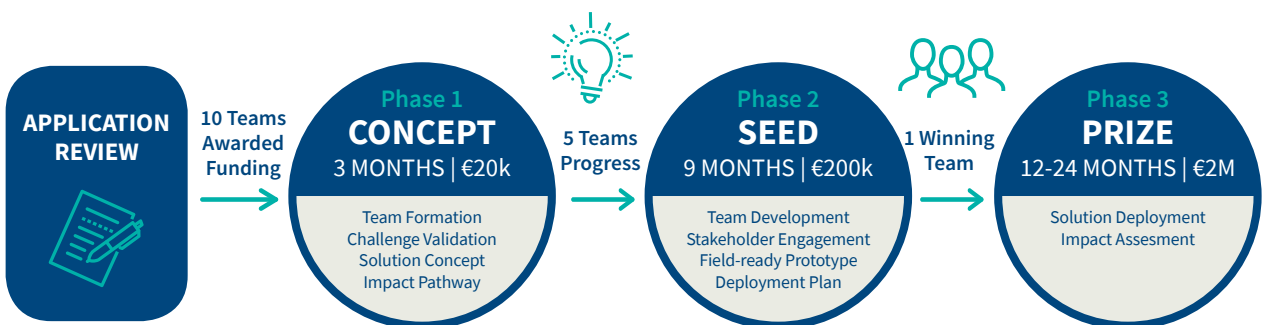 APPLICATION
REVIEW
10 Teams
Awarded
Funding
Phase 1
CONCEPT
3 MONTHS | €20k
Team Formation
Challenge Validation
Solution Concept
Impact Pathway
5 Teams
Progress
Phase 2
SEED
9 MONTHS | €200k
Team Development
Stakeholder Engagement
Field-ready Prototype
Deployment Plan
1 Winning
Team
Phase 3
PRIZE
12-24 MONTHS | €2M
Solution Deployment
Impact Assesment